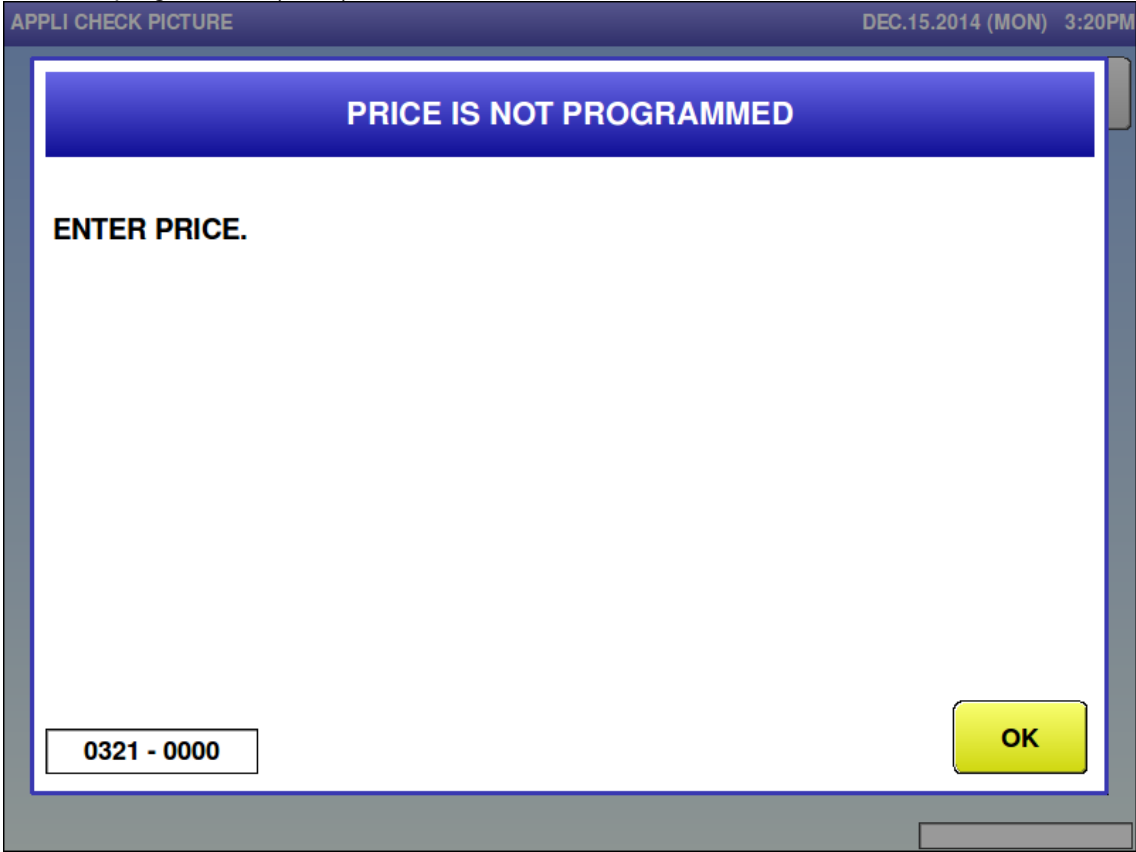 APPLI CHECK PICTURE DEC.15.2014 (MON) 3:20PM
PRICE IS NOT PROGRAMMED
ENTER PRICE.
OK
0321 - 0000